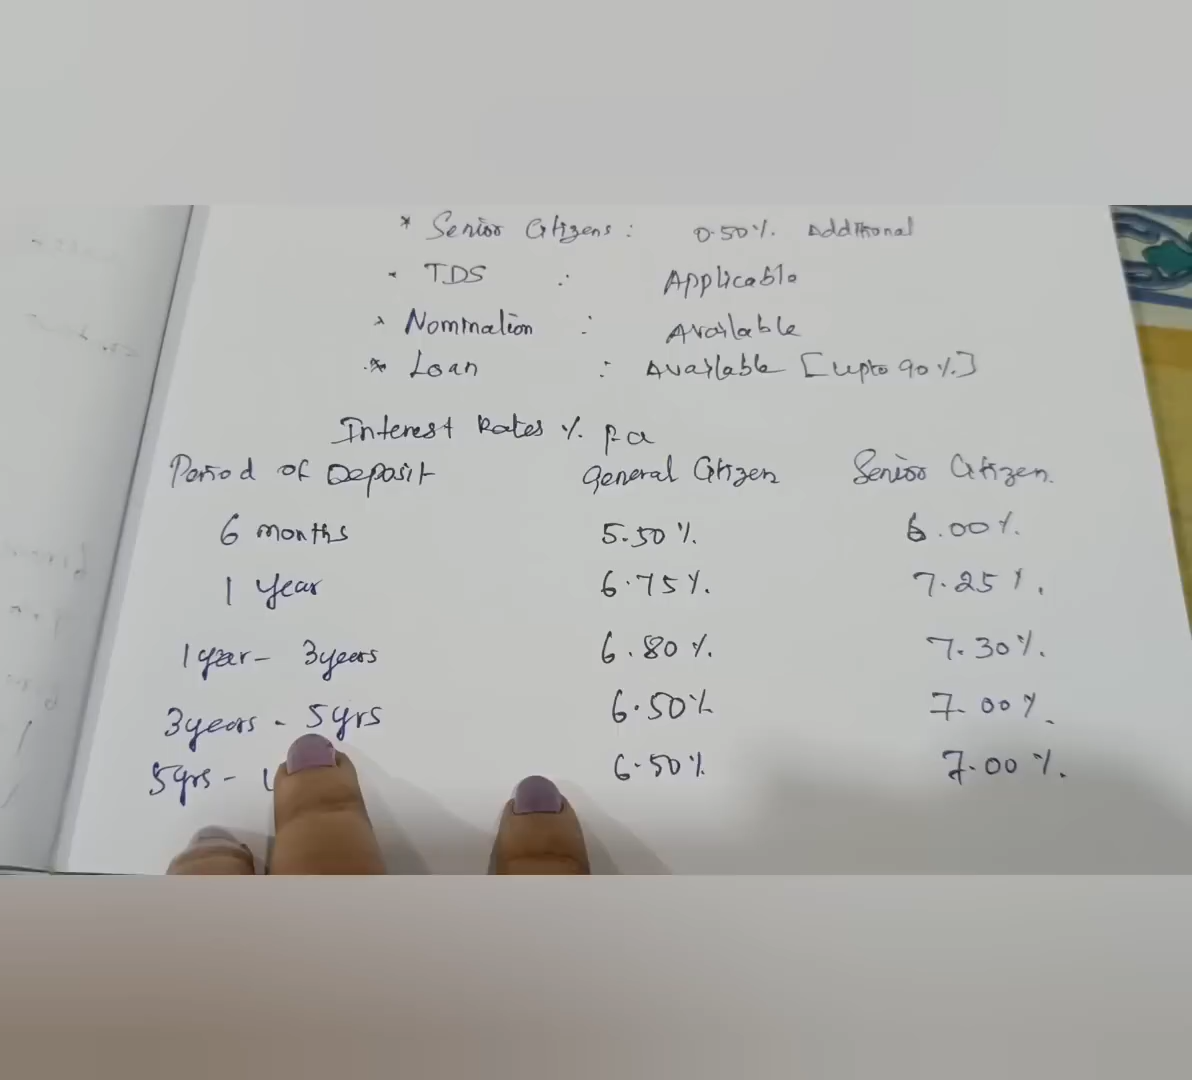 * Senior Citizens : 0.50% Additional
* TDS : Applicable
* Nommation : Available
* Loan : Available [upto 90%]
Interest Rates % p.a
Period of Deposit General Citizen Senior Citizen.
6 months 5.50% 6.00%.
1 Year 6.75%. 7.25%.
1 year - 3 years 6.80%. 7.30%.
3 years - 5 yrs 6.50% 7.00%.
5 yrs - 6.50% 7.00%.